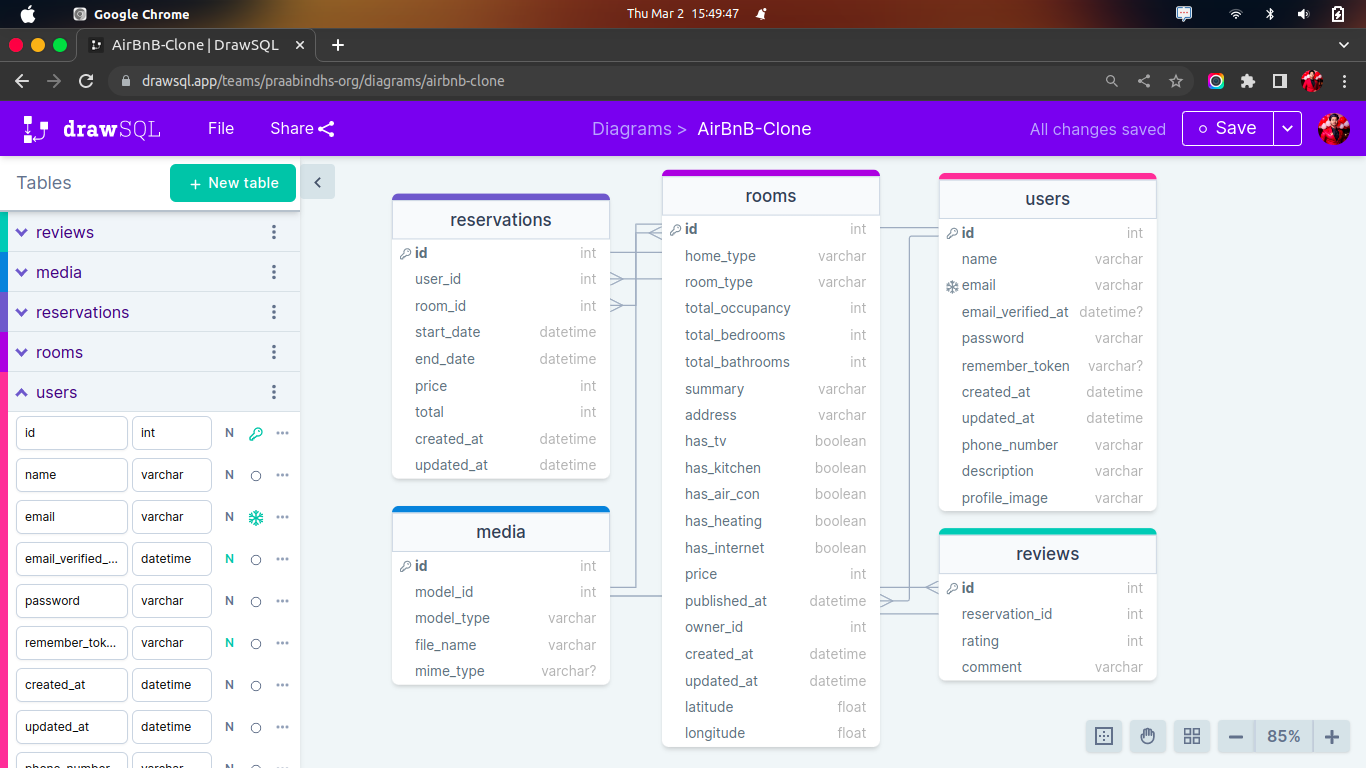 Google Chrome
Thu Mar 2 15:49:47
AirBnB-Clone | DrawSQL
drawsql.app/teams/praabindhs-org/diagrams/airbnb-clone
drawSQL
File
Share
Diagrams > AirBnB-Clone
All changes saved
Save
Tables
+ New table
reviews
media
reservations
rooms
users
id int N
name varchar N
email varchar N
email_verified_... datetime N
password varchar N
remember_tok... varchar N
created_at datetime N
updated_at datetime N
phone_number varchar N
reservations
id int
user_id int
room_id int
start_date datetime
end_date datetime
price int
total int
created_at datetime
updated_at datetime
media
id int
model_id int
model_type varchar
file_name varchar
mime_type varchar?
rooms
id int
home_type varchar
room_type varchar
total_occupancy int
total_bedrooms int
total_bathrooms int
summary varchar
address varchar
has_tv boolean
has_kitchen boolean
has_air_con boolean
has_heating boolean
has_internet boolean
price int
published_at datetime
owner_id int
created_at datetime
updated_at datetime
latitude float
longitude float
users
id int
name varchar
email varchar
email_verified_at datetime?
password varchar
remember_token varchar?
created_at datetime
updated_at datetime
phone_number varchar
description varchar
profile_image varchar
reviews
id int
reservation_id int
rating int
comment varchar
85%